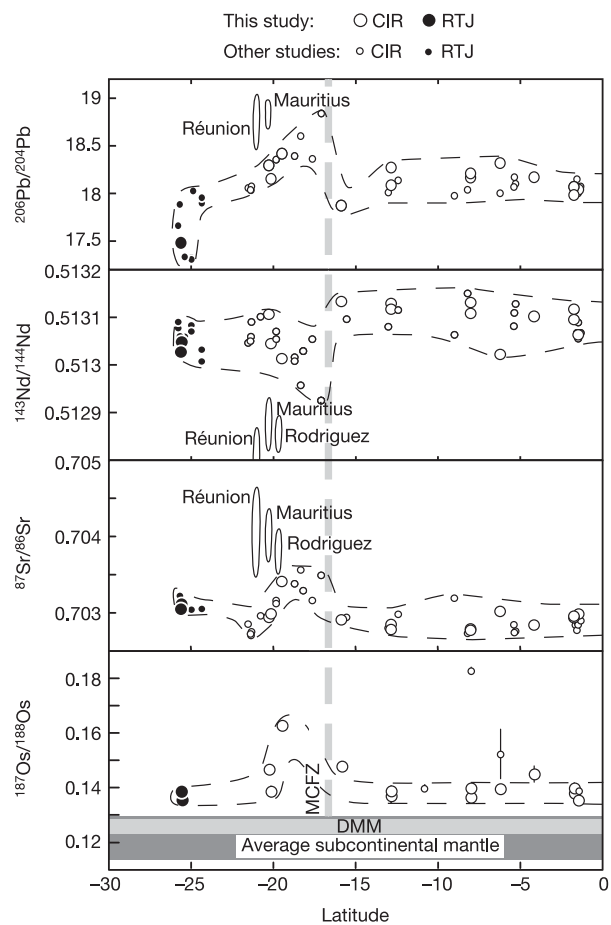 This study: CIR RTJ
Other studies: CIR RTJ
19
18.5
18
17.5
206Pb/204Pb
Réunion
Mauritius
0.5132
0.5131
0.513
0.5129
143Nd/144Nd
Réunion
Mauritius
Rodriguez
0.705
0.704
0.703
87Sr/86Sr
Réunion
Mauritius
Rodriguez
0.18
0.16
0.14
0.12
187Os/188Os
MCFZ
DMM
Average subcontinental mantle
−30 −25 −20 −15 −10 −5 0
Latitude